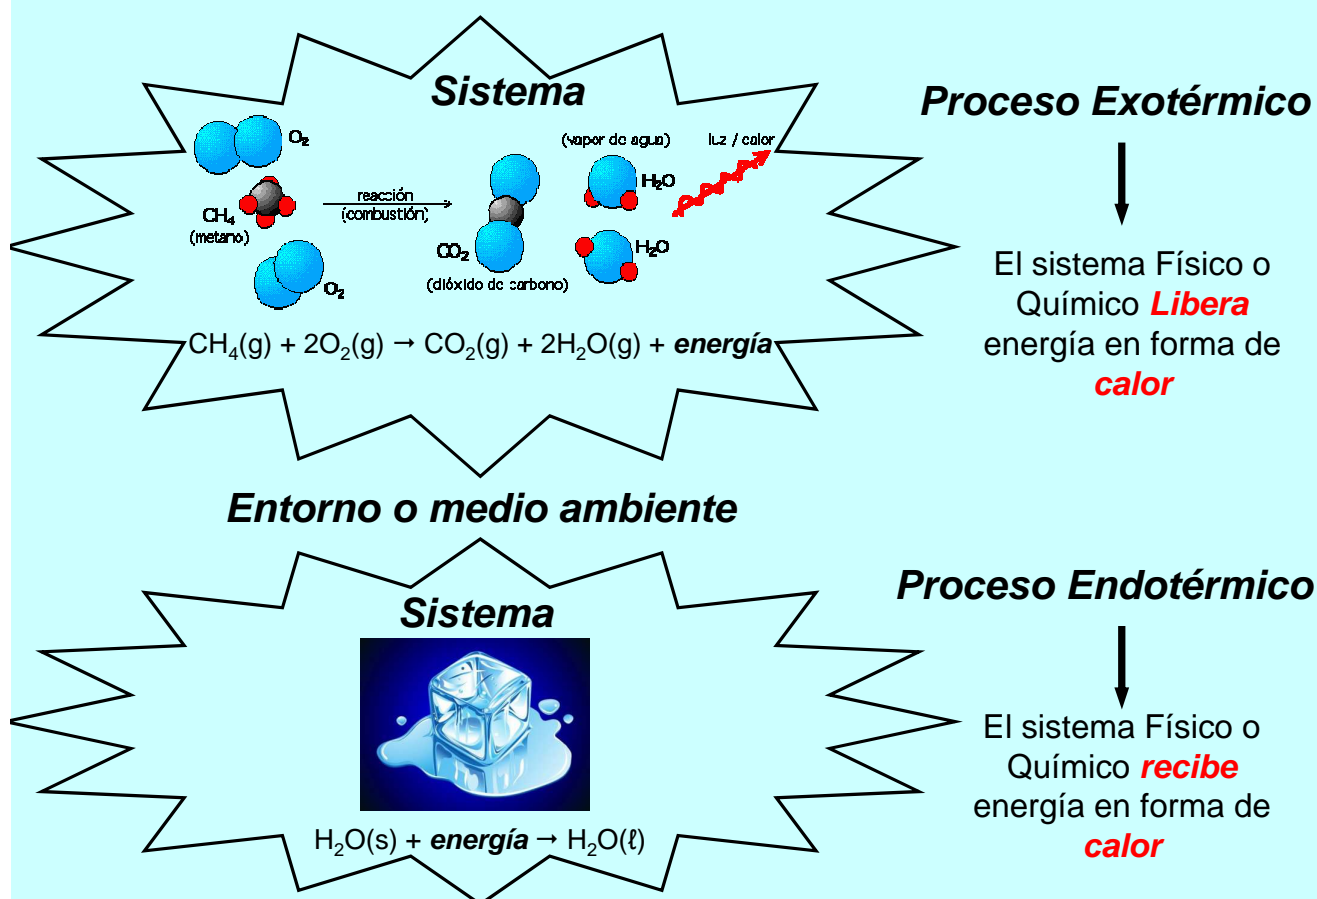 Sistema
O₂
CH₄
(metano)
O₂
reacción
(combustión)
CO₂
(dióxido de carbono)
(vapor de agua)
H₂O
H₂O
luz / calor
CH₄(g) + 2O₂(g) → CO₂(g) + 2H₂O(g) + energía
Proceso Exotérmico
El sistema Físico o
Químico Libera
energía en forma de
calor
Entorno o medio ambiente
Sistema
H₂O(s) + energía → H₂O(ℓ)
Proceso Endotérmico
El sistema Físico o
Químico recibe
energía en forma de
calor